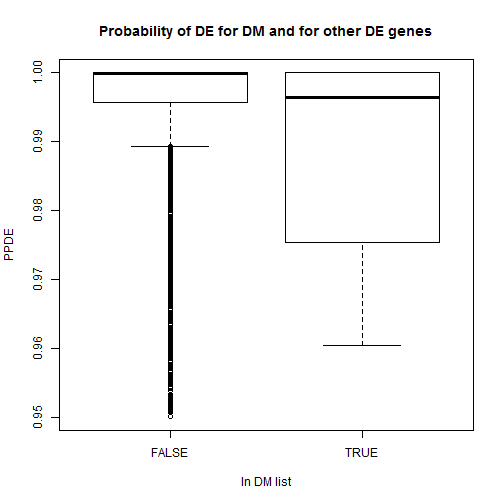 Probability of DE for DM and for other DE genes
1.00
0.99
0.98
0.97
0.96
0.95
PPDE
FALSE
TRUE
In DM list